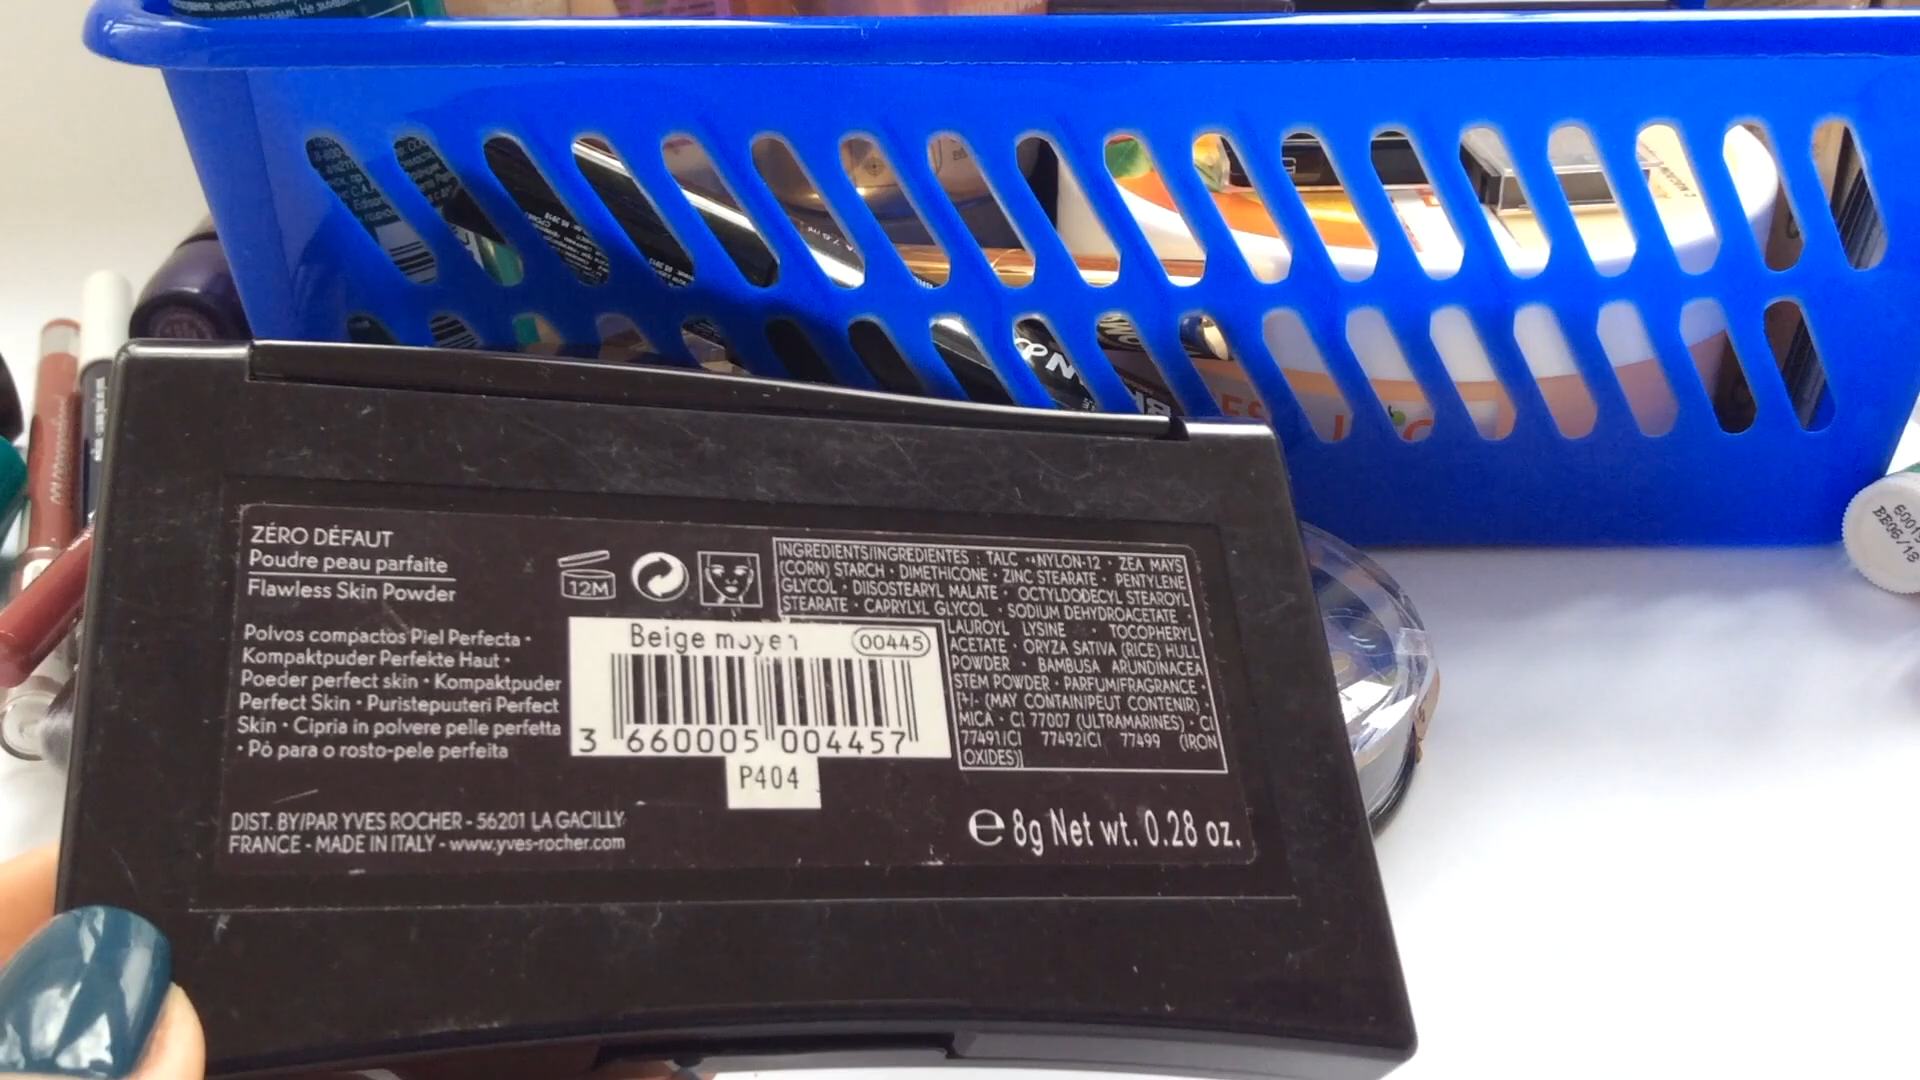 ZÉRO DÉFAUT
Poudre peau parfaite
Flawless Skin Powder
Polvos compactos Piel Perfecta •
Kompaktpuder Perfekte Haut •
Poeder perfect skin • Kompaktpuder
Perfect Skin • Puristepuuteri Perfect
Skin • Cipria in polvere pelle perfetta
• Pó para o rosto-pele perfeita
DIST. BY/PAR YVES ROCHER - 56201 LA GACILLY
FRANCE - MADE IN ITALY - www.yves-rocher.com
12M
Beige moyen 00445
3 660005 004457
P404
INGREDIENTS/INGREDIENTES : TALC • NYLON-12 • ZEA MAYS
(CORN) STARCH • DIMETHICONE • ZINC STEARATE • PENTYLENE
GLYCOL • DIISOSTEARYL MALATE • OCTYLDODECYL STEAROYL
STEARATE • CAPRYLYL GLYCOL • SODIUM DEHYDROACETATE •
LAUROYL LYSINE • TOCOPHERYL
ACETATE • ORYZA SATIVA (RICE) HULL
POWDER • BAMBUSA ARUNDINACEA
STEM POWDER • PARFUM/FRAGRANCE •
[+/- (MAY CONTAIN/PEUT CONTENIR) •
MICA • CI 77007 (ULTRAMARINES) • CI
77491/CI 77492/CI 77499 (IRON
OXIDES)]
e 8g Net wt. 0.28 oz.
EB06/18